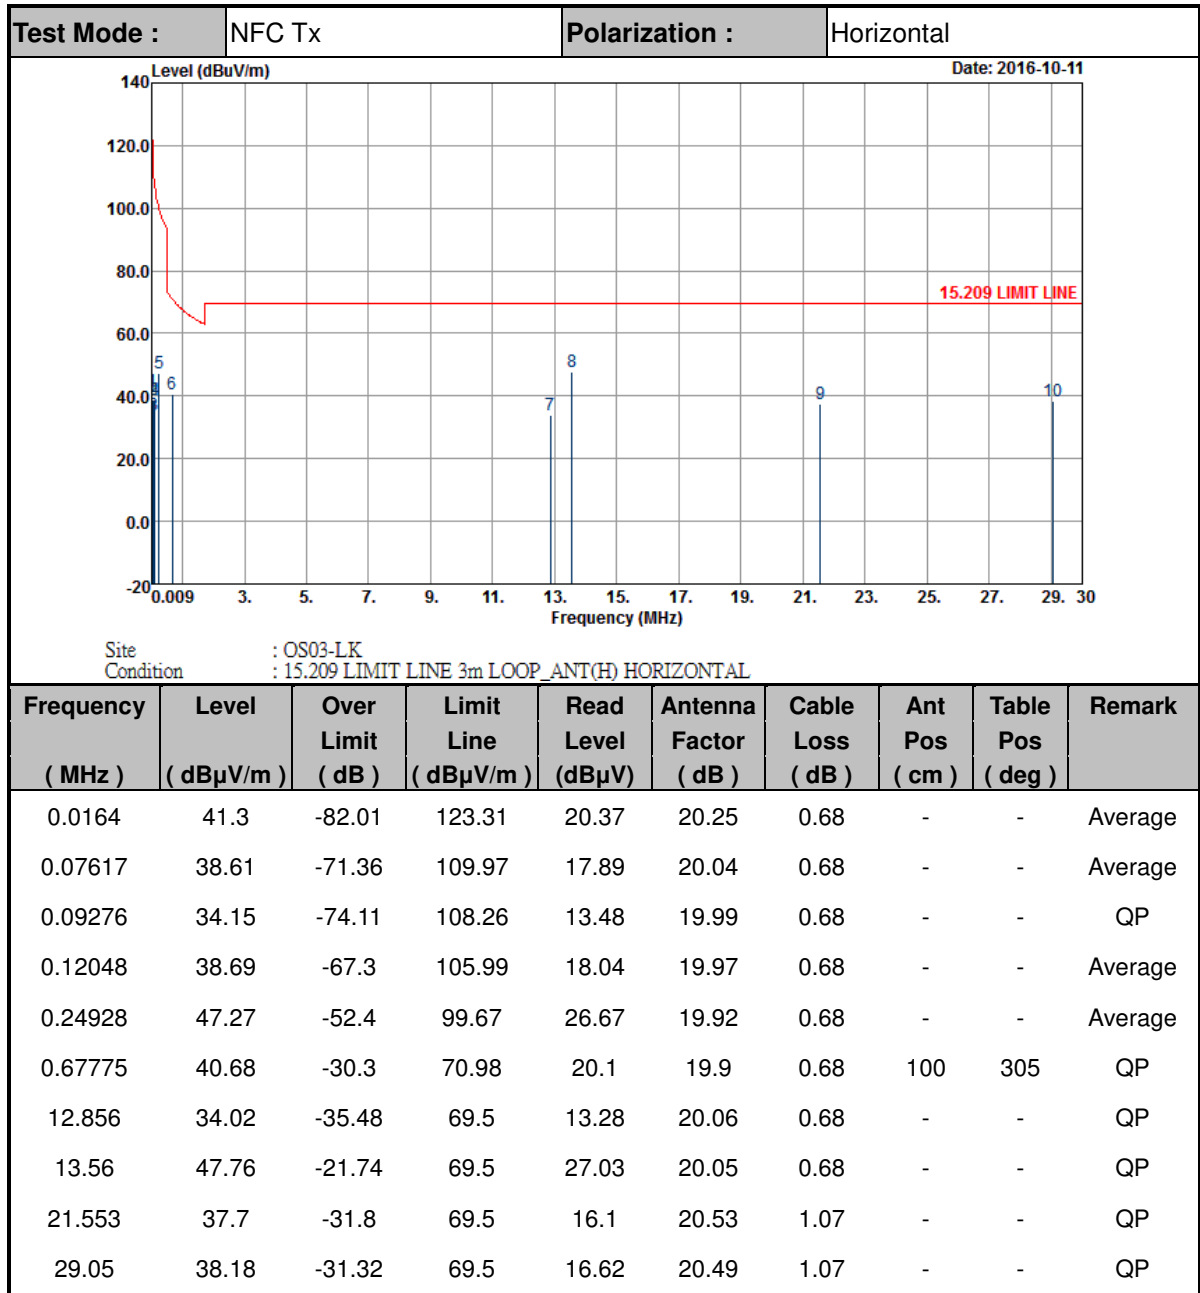 Test Mode : NFC Tx Polarization : Horizontal
Level (dBuV/m) Date: 2016-10-11
140
120.0
100.0
80.0
15.209 LIMIT LINE
60.0
5 8
6 9 10
40.0
7
20.0
0.0
-20
0.009 3. 5. 7. 9. 11. 13. 15. 17. 19. 21. 23. 25. 27. 29. 30
Frequency (MHz)
Site : OS03-LK
Condition : 15.209 LIMIT LINE 3m LOOP_ANT(H) HORIZONTAL
Frequency Level Over Limit Read Antenna Cable Ant Table Remark
Limit Line Level Factor Loss Pos Pos
( MHz ) ( dBµV/m ) ( dB ) ( dBµV/m ) (dBµV) ( dB ) ( dB ) ( cm ) ( deg )
0.0164 41.3 -82.01 123.31 20.37 20.25 0.68 - - Average
0.07617 38.61 -71.36 109.97 17.89 20.04 0.68 - - Average
0.09276 34.15 -74.11 108.26 13.48 19.99 0.68 - - QP
0.12048 38.69 -67.3 105.99 18.04 19.97 0.68 - - Average
0.24928 47.27 -52.4 99.67 26.67 19.92 0.68 - - Average
0.67775 40.68 -30.3 70.98 20.1 19.9 0.68 100 305 QP
12.856 34.02 -35.48 69.5 13.28 20.06 0.68 - - QP
13.56 47.76 -21.74 69.5 27.03 20.05 0.68 - - QP
21.553 37.7 -31.8 69.5 16.1 20.53 1.07 - - QP
29.05 38.18 -31.32 69.5 16.62 20.49 1.07 - - QP